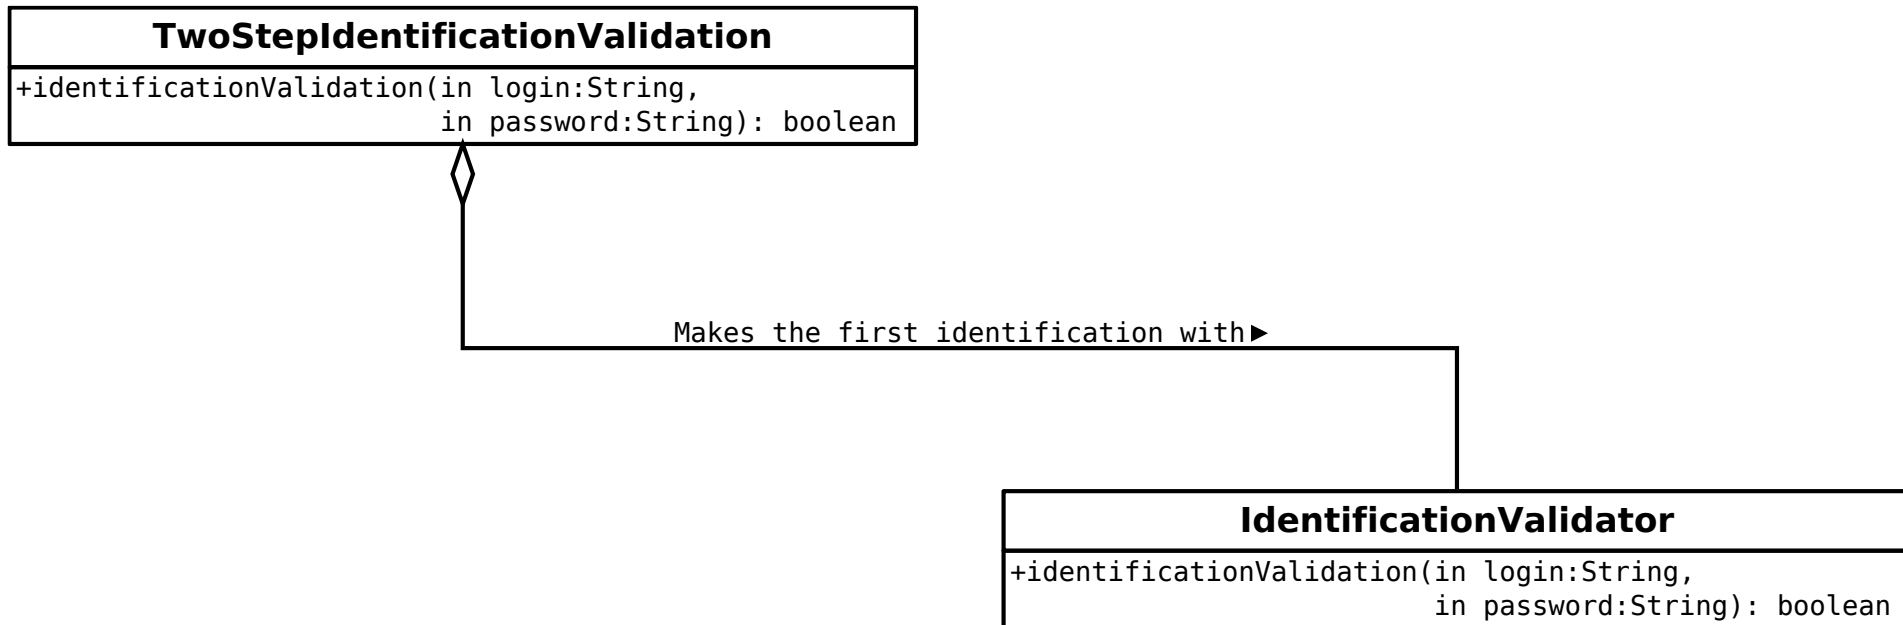 TwoStepIdentificationValidation
+identificationValidation(in login:String,
in password:String): boolean
Makes the first identification with►
IdentificationValidator
+identificationValidation(in login:String,
in password:String): boolean